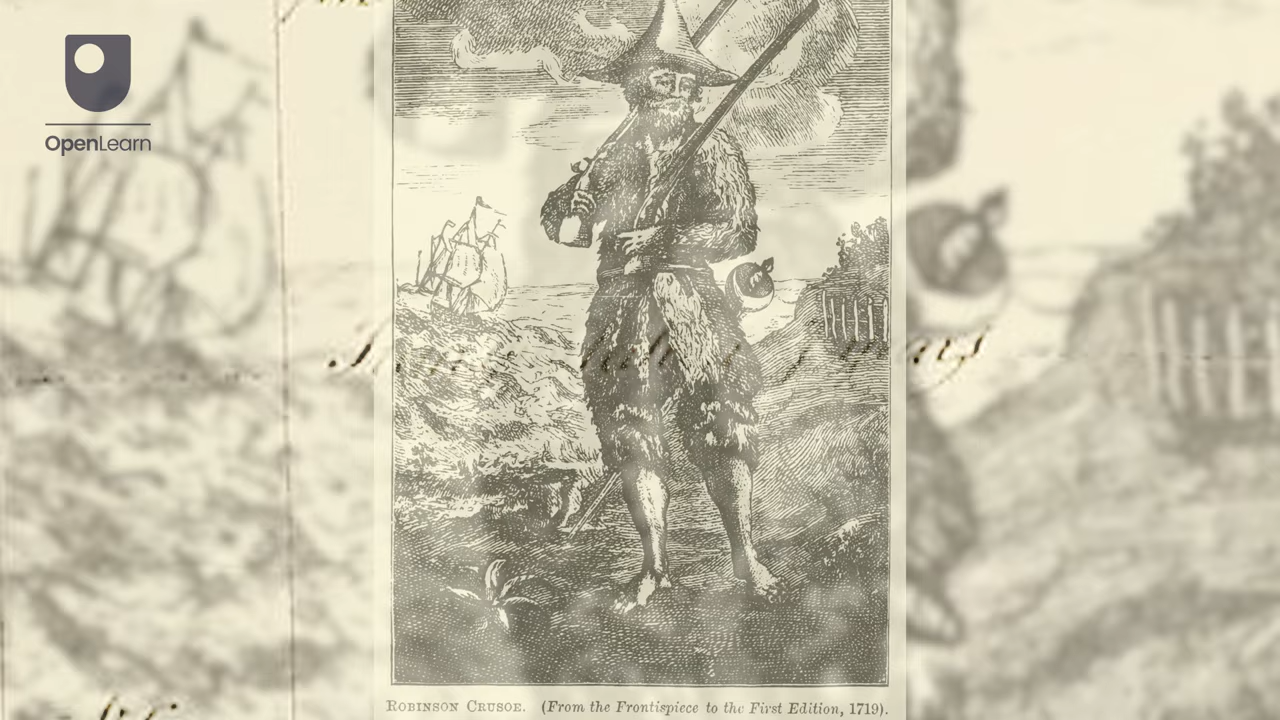 OpenLearn
ROBINSON CRUSOE. (From the Frontispiece to the First Edition, 1719).